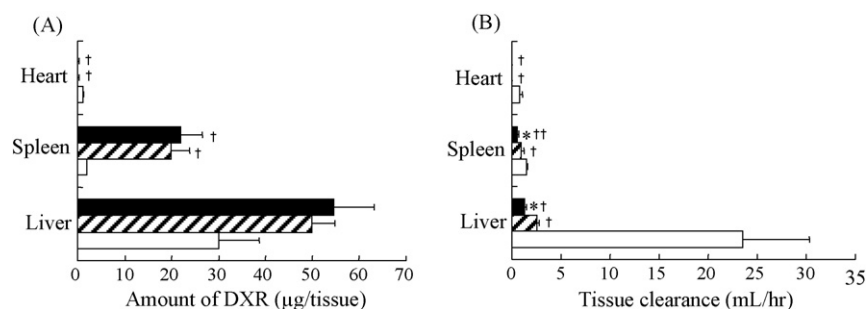 (A)
Heart
†
†
Spleen
†
†
Liver
0 10 20 30 40 50 60 70
Amount of DXR (μg/tissue)
(B)
Heart
†
†
Spleen
*††
†
Liver
*†
†
0 5 10 15 20 25 30 35
Tissue clearance (mL/hr)